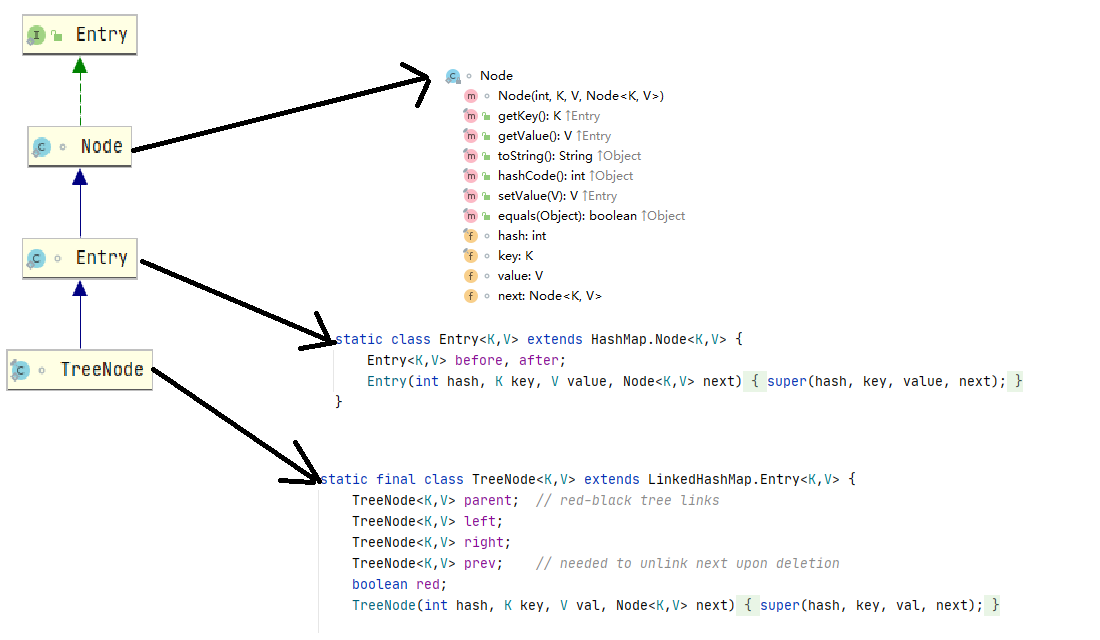 Entry
Node
Entry
TreeNode
Node
Node(int, K, V, Node<K, V>)
getKey(): K ↑Entry
getValue(): V ↑Entry
toString(): String ↑Object
hashCode(): int ↑Object
setValue(V): V ↑Entry
equals(Object): boolean ↑Object
hash: int
key: K
value: V
next: Node<K, V>
static class Entry<K,V> extends HashMap.Node<K,V> {
Entry<K,V> before, after;
Entry(int hash, K key, V value, Node<K,V> next) { super(hash, key, value, next); }
}
static final class TreeNode<K,V> extends LinkedHashMap.Entry<K,V> {
TreeNode<K,V> parent;  // red-black tree links
TreeNode<K,V> left;
TreeNode<K,V> right;
TreeNode<K,V> prev;    // needed to unlink next upon deletion
boolean red;
TreeNode(int hash, K key, V val, Node<K,V> next) { super(hash, key, val, next); }